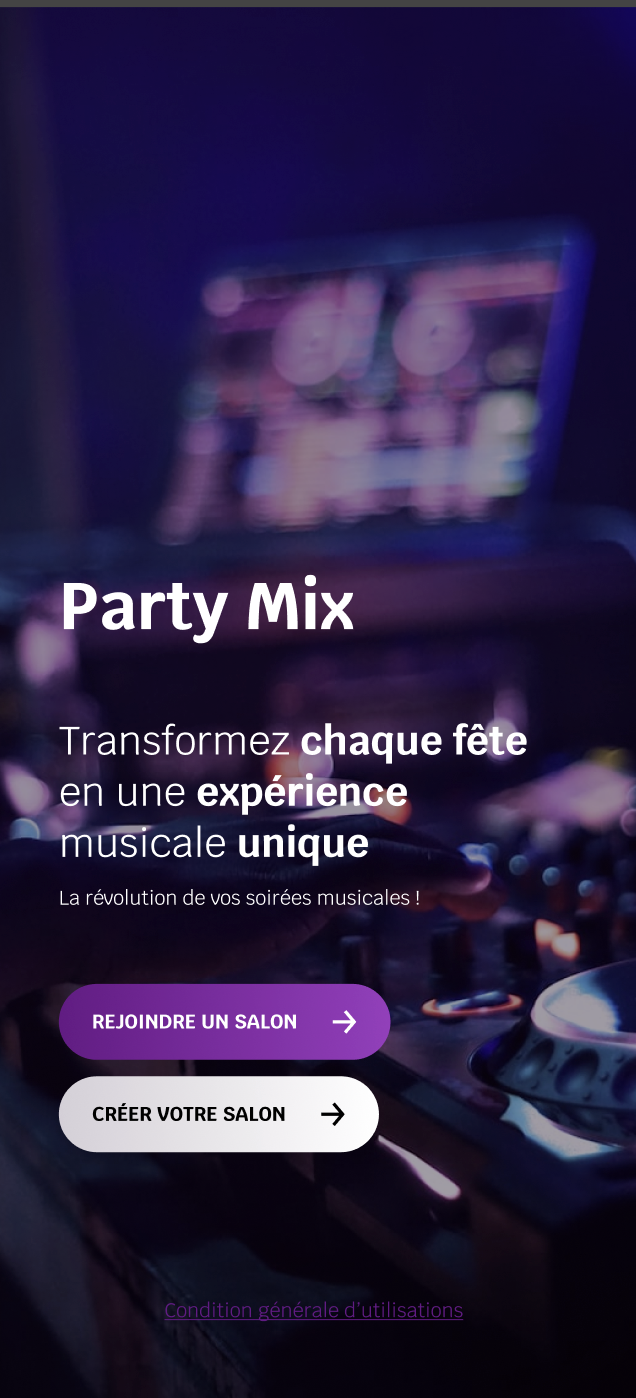 Party Mix
Transformez chaque fête
en une expérience
musicale unique
La révolution de vos soirées musicales !
REJOINDRE UN SALON
CRÉER VOTRE SALON
Condition générale d'utilisations